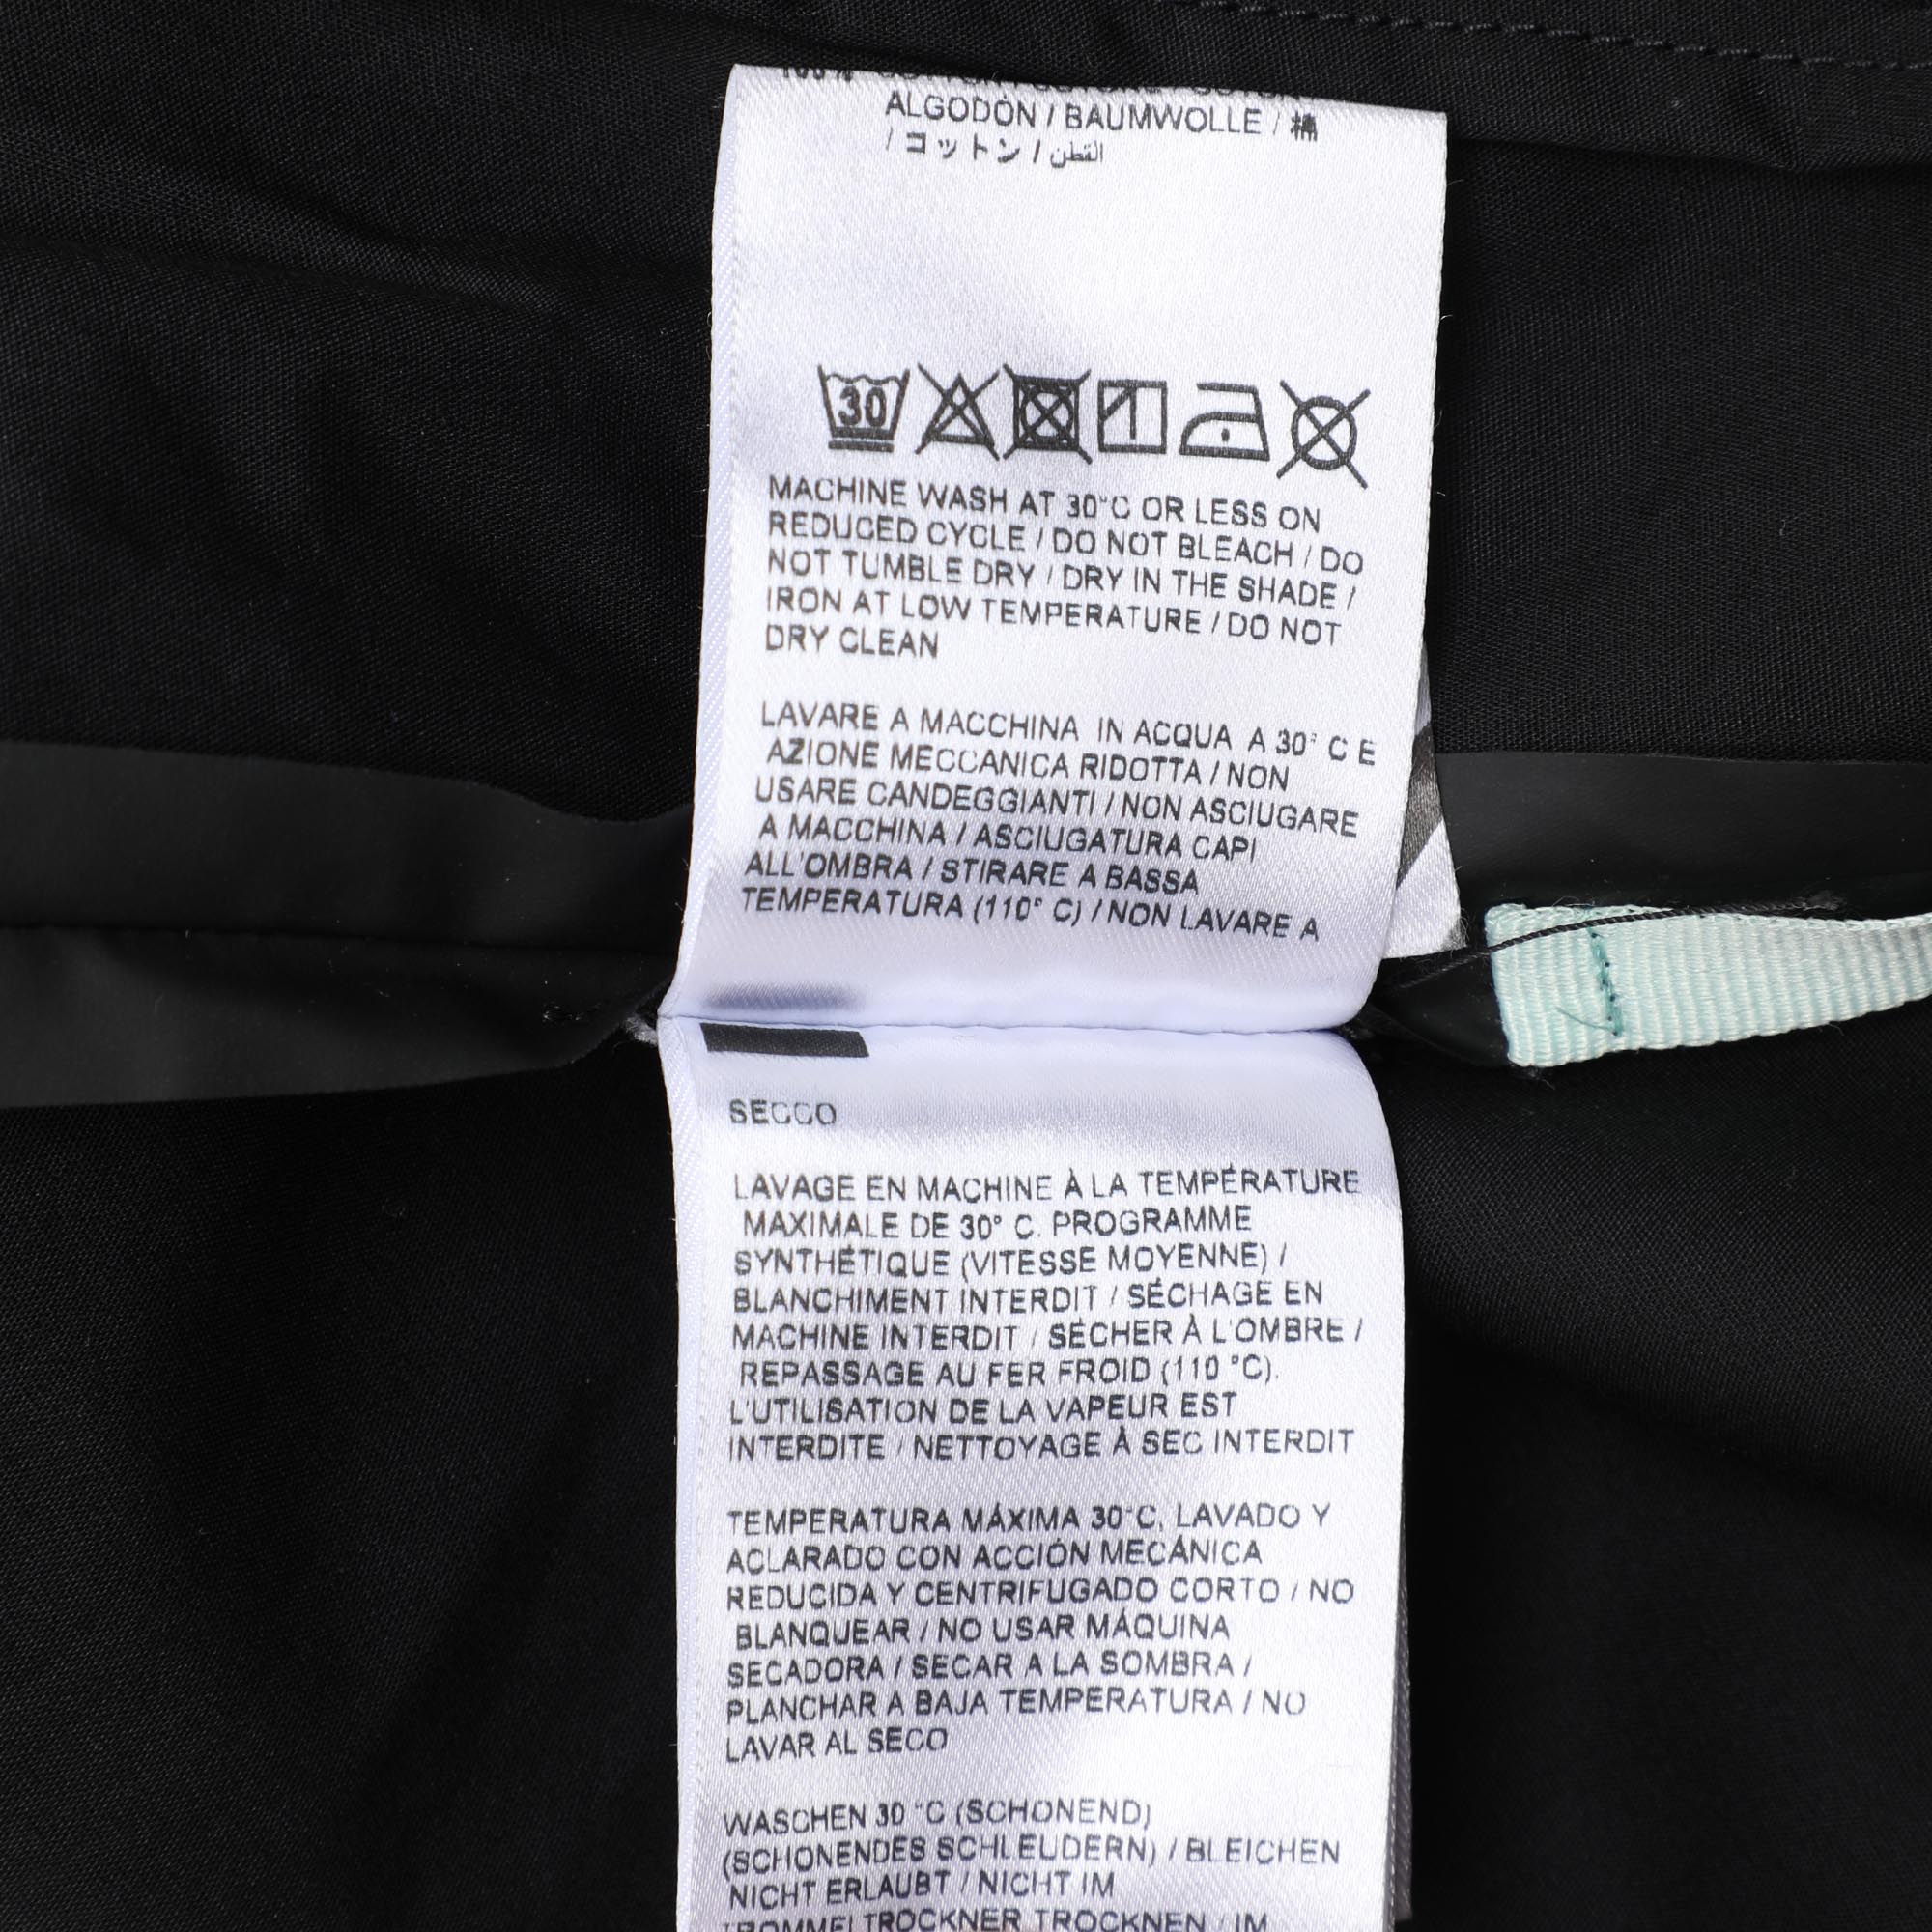 ALGODÓN / BAUMWOLLE / 棉
/ コットン / القطن
30
MACHINE WASH AT 30°C OR LESS ON
REDUCED CYCLE / DO NOT BLEACH / DO
NOT TUMBLE DRY / DRY IN THE SHADE /
IRON AT LOW TEMPERATURE / DO NOT
DRY CLEAN
LAVARE A MACCHINA IN ACQUA A 30° C E
AZIONE MECCANICA RIDOTTA / NON
USARE CANDEGGIANTI / NON ASCIUGARE
A MACCHINA / ASCIUGATURA CAPI
ALL'OMBRA / STIRARE A BASSA
TEMPERATURA (110° C) / NON LAVARE A
SECCO
LAVAGE EN MACHINE À LA TEMPÉRATURE
MAXIMALE DE 30° C. PROGRAMME
SYNTHÉTIQUE (VITESSE MOYENNE) /
BLANCHIMENT INTERDIT / SÉCHAGE EN
MACHINE INTERDIT / SÉCHER À L'OMBRE /
REPASSAGE AU FER FROID (110 °C).
L'UTILISATION DE LA VAPEUR EST
INTERDITE / NETTOYAGE À SEC INTERDIT
TEMPERATURA MÁXIMA 30°C, LAVADO Y
ACLARADO CON ACCIÓN MECÁNICA
REDUCIDA Y CENTRIFUGADO CORTO / NO
BLANQUEAR / NO USAR MÁQUINA
SECADORA / SECAR A LA SOMBRA /
PLANCHAR A BAJA TEMPERATURA / NO
LAVAR AL SECO
WASCHEN 30 °C (SCHONEND)
(SCHONENDES SCHLEUDERN) / BLEICHEN
NICHT ERLAUBT / NICHT IM
TROMMELTROCKNER TROCKNEN / IM